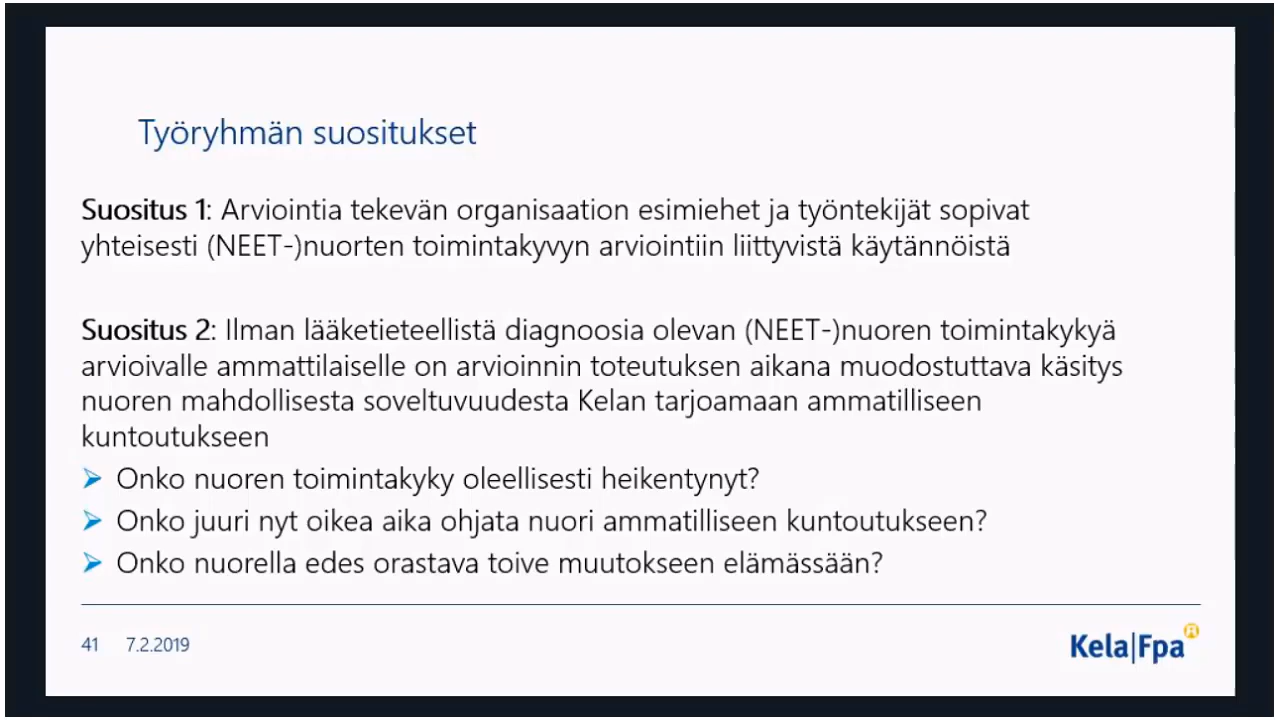 Työryhmän suositukset
Suositus 1: Arviointia tekevän organisaation esimiehet ja työntekijät sopivat
yhteisesti (NEET-)nuorten toimintakyvyn arviointiin liittyvistä käytännöistä
Suositus 2: Ilman lääketieteellistä diagnoosia olevan (NEET-)nuoren toimintakykyä
arvioivalle ammattilaiselle on arvioinnin toteutuksen aikana muodostuttava käsitys
nuoren mahdollisesta soveltuvuudesta Kelan tarjoamaan ammatilliseen
kuntoutukseen
➤ Onko nuoren toimintakyky oleellisesti heikentynyt?
➤ Onko juuri nyt oikea aika ohjata nuori ammatilliseen kuntoutukseen?
➤ Onko nuorella edes orastava toive muutokseen elämässään?
41 7.2.2019
Kela|Fpa